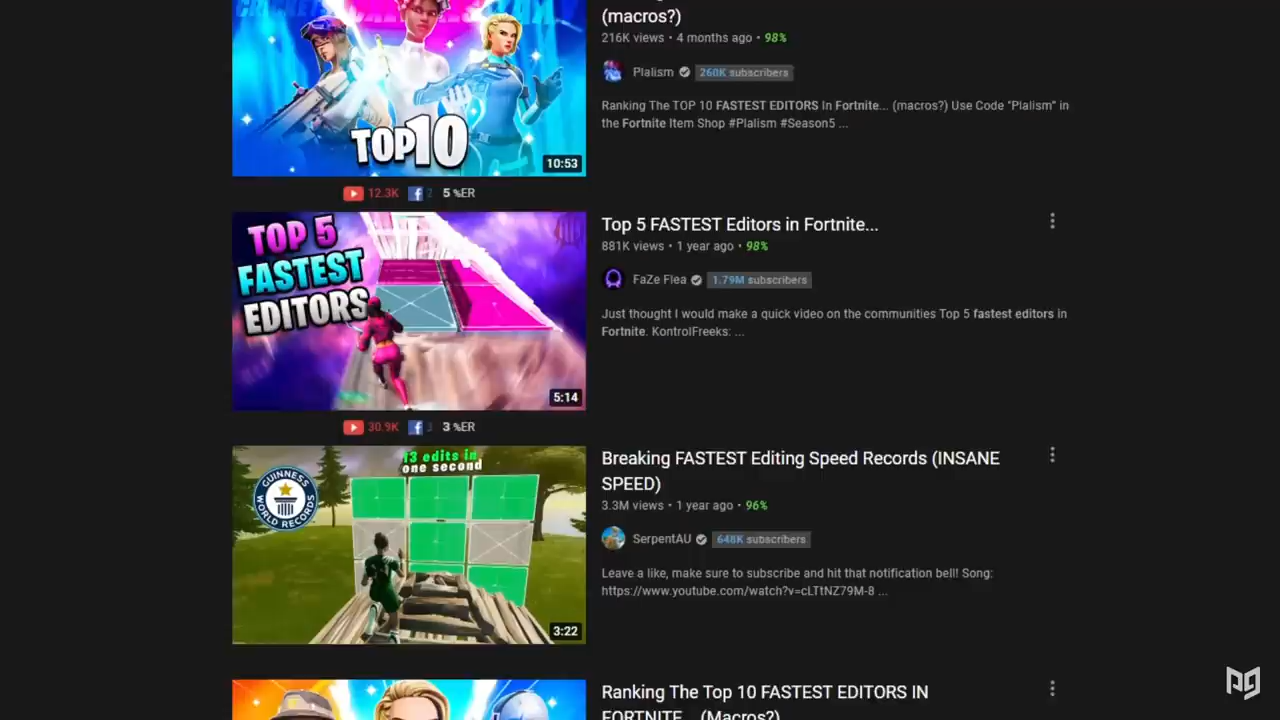 (macros?)
216K views • 4 months ago • 98%
Plalism 260K subscribers
Ranking The TOP 10 FASTEST EDITORS In Fortnite... (macros?) Use Code "Plalism" in
the Fortnite Item Shop #Plalism #Season5 ...
TOP10
10:53
12.3K 2 5 %ER
TOP 5
FASTEST
EDITORS
5:14
Top 5 FASTEST Editors in Fortnite...
881K views • 1 year ago • 98%
FaZe Flea 1.79M subscribers
Just thought I would make a quick video on the communities Top 5 fastest editors in
Fortnite. KontrolFreeks: ...
30.9K 3 3 %ER
13 edits in
one second
GUINNESS
WORLD RECORDS
3:22
Breaking FASTEST Editing Speed Records (INSANE
SPEED)
3.3M views • 1 year ago • 96%
SerpentAU 648K subscribers
Leave a like, make sure to subscribe and hit that notification bell! Song:
https://www.youtube.com/watch?v=cLTtNZ79M-8 ...
Ranking The Top 10 FASTEST EDITORS IN
FORTNITE... (Macros?)
pg